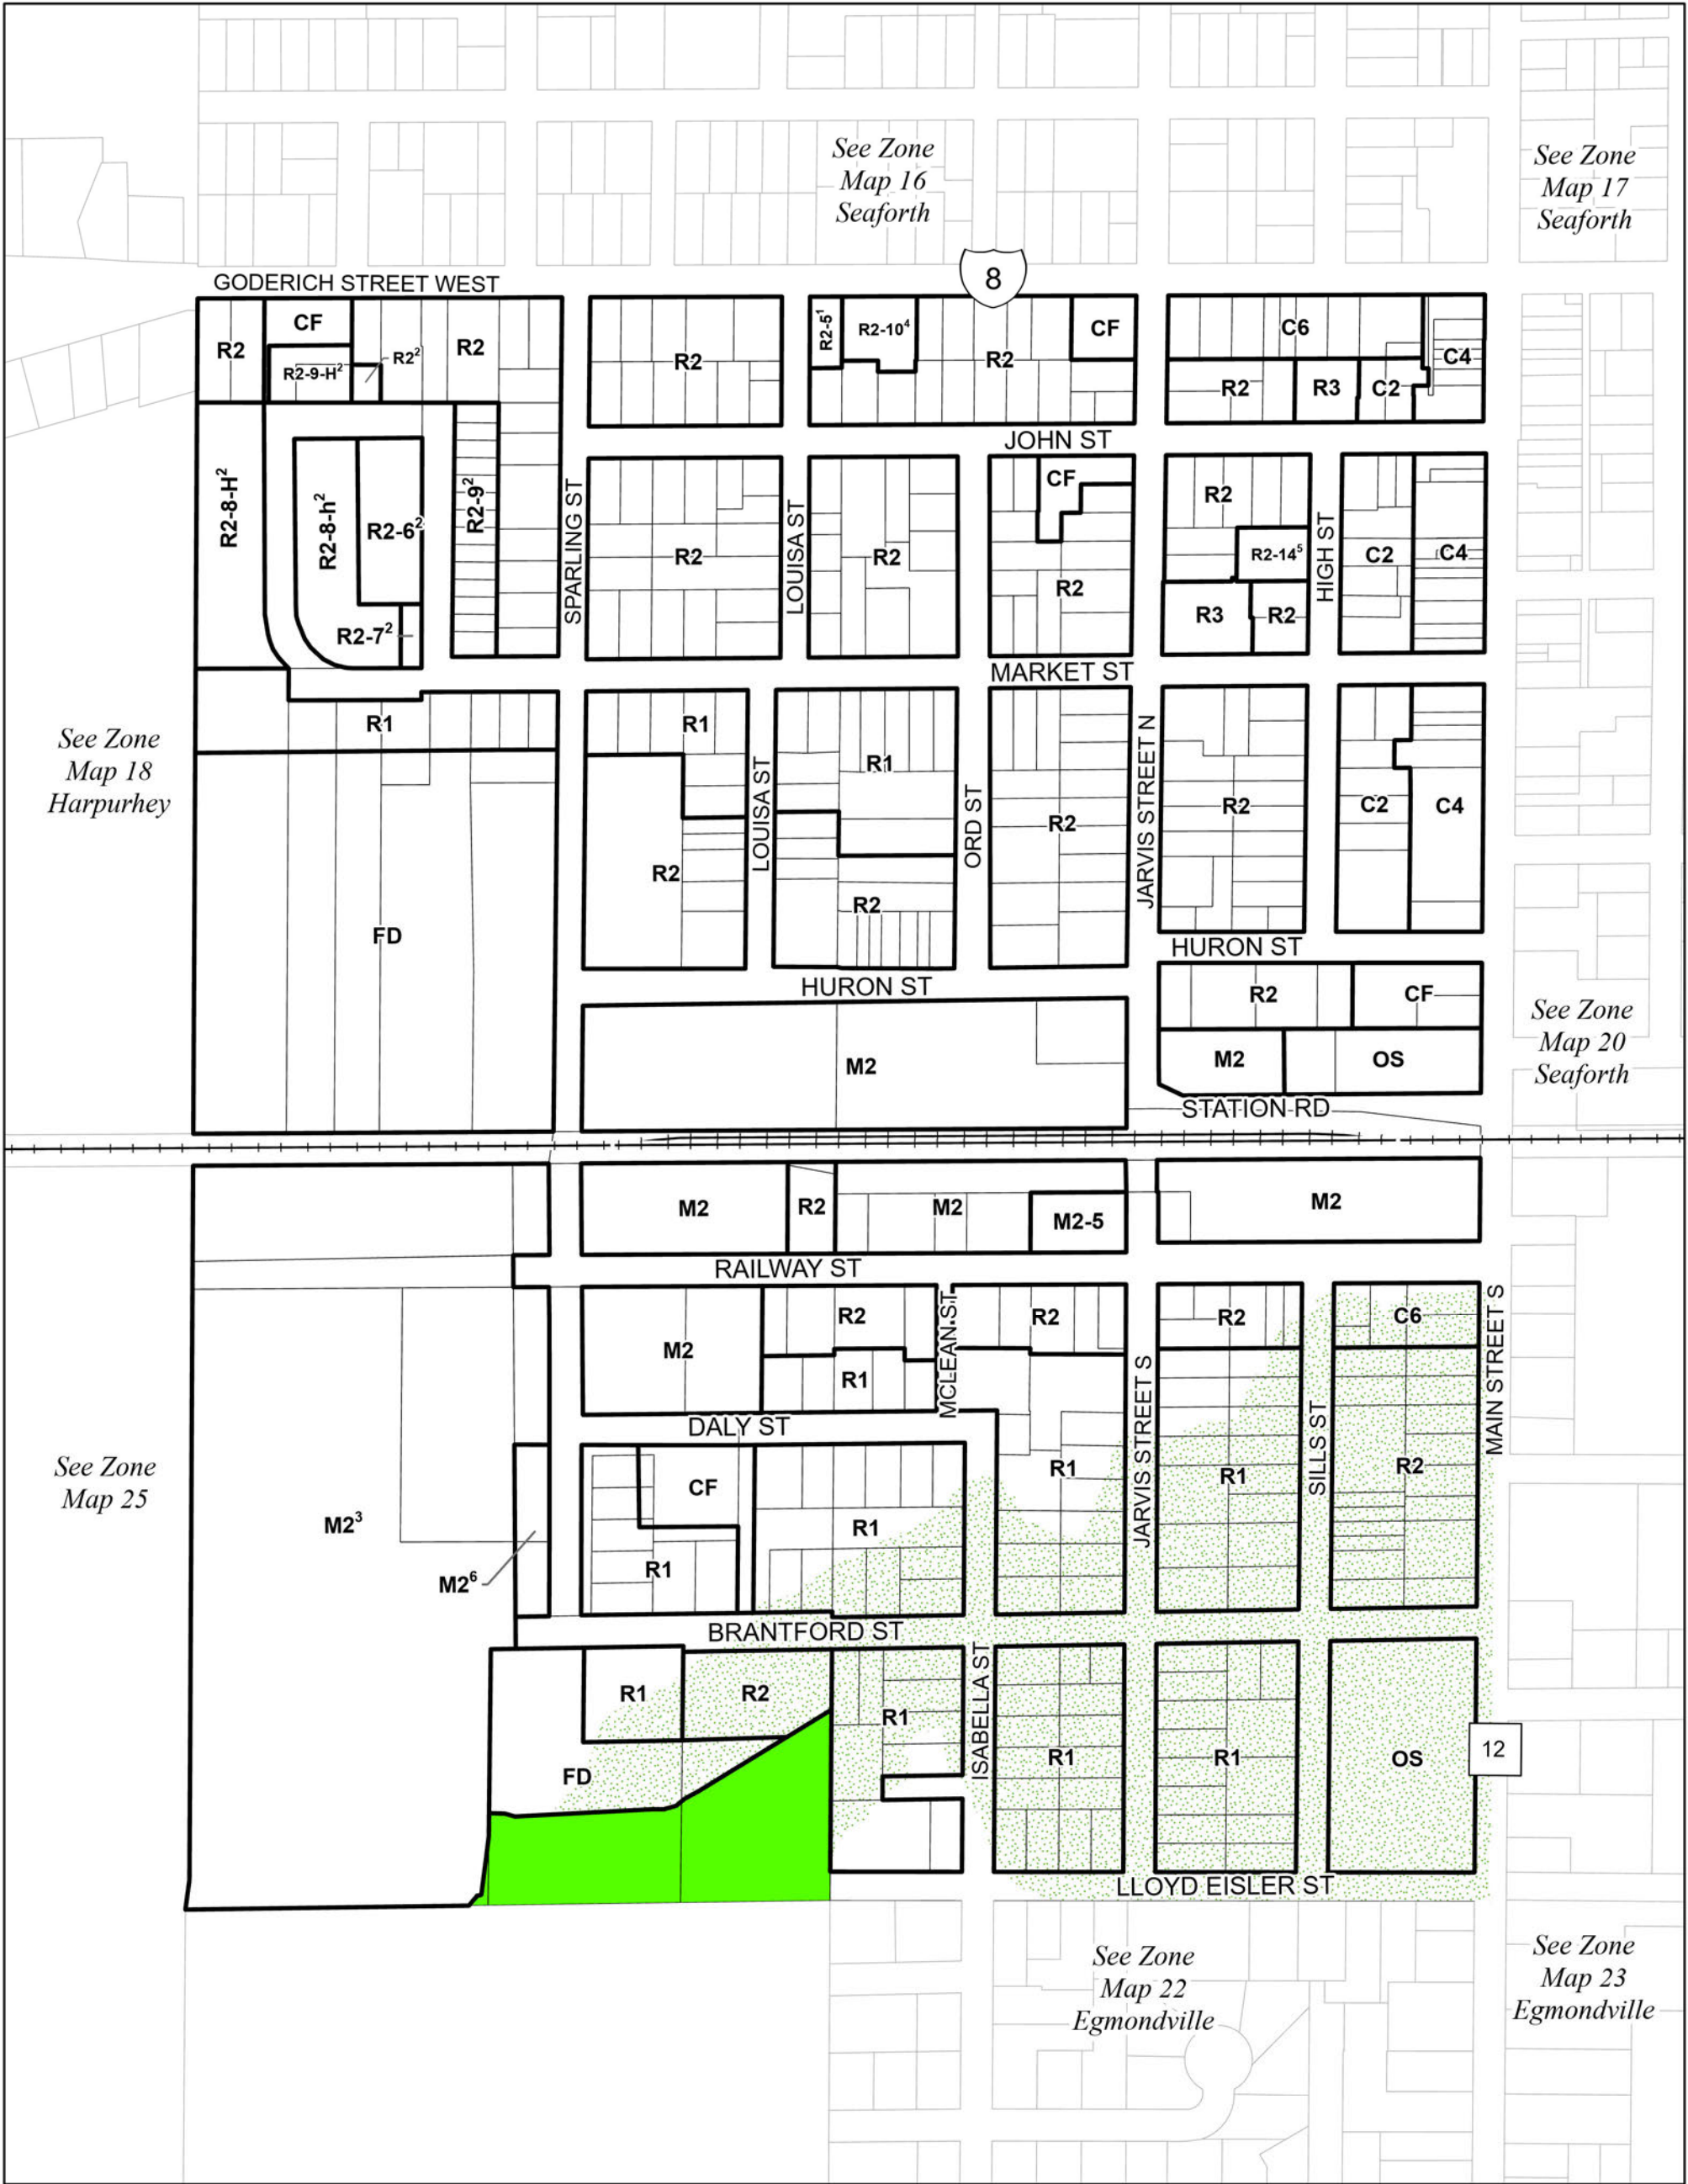 See Zone
Map 16
Seaforth
See Zone
Map 17
Seaforth
GODERICH STREET WEST
8
R2
CF
R2-9-H²
R2²
R2
R2
R2-5¹
R2-10⁴
R2
CF
C6
C4
R2
R3
C2
JOHN ST
R2-8-H²
R2-8-h²
R2-6²
R2-9²
R2-7²
SPARLING ST
R2
LOUISA ST
R2
CF
R2
R2
R2-14⁵
R3
R2
HIGH ST
C2
C4
MARKET ST
See Zone
Map 18
Harpurhey
R1
FD
R1
R2
LOUISA ST
R1
R2
ORD ST
R2
JARVIS STREET N
R2
C2
C4
HURON ST
HURON ST
R2
CF
M2
M2
OS
STATION RD
See Zone
Map 20
Seaforth
M2
R2
M2
M2-5
M2
RAILWAY ST
M2
R2
R1
MCLEAN ST
R2
R2
C6
MAIN STREET S
DALY ST
JARVIS STREET S
SILLS ST
See Zone
Map 25
M2³
M2⁶
CF
R1
R1
R1
R1
R2
BRANTFORD ST
R1
R2
FD
R1
ISABELLA ST
R1
R1
OS
12
LLOYD EISLER ST
See Zone
Map 22
Egmondville
See Zone
Map 23
Egmondville